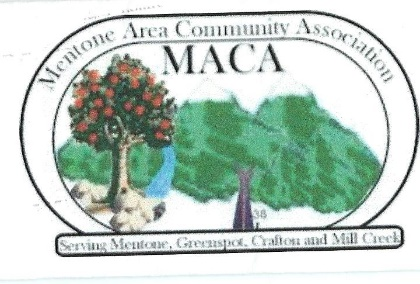 Mentone Area Community Association
MACA
38
Serving Mentone, Greenspot, Crafton and Mill Creek